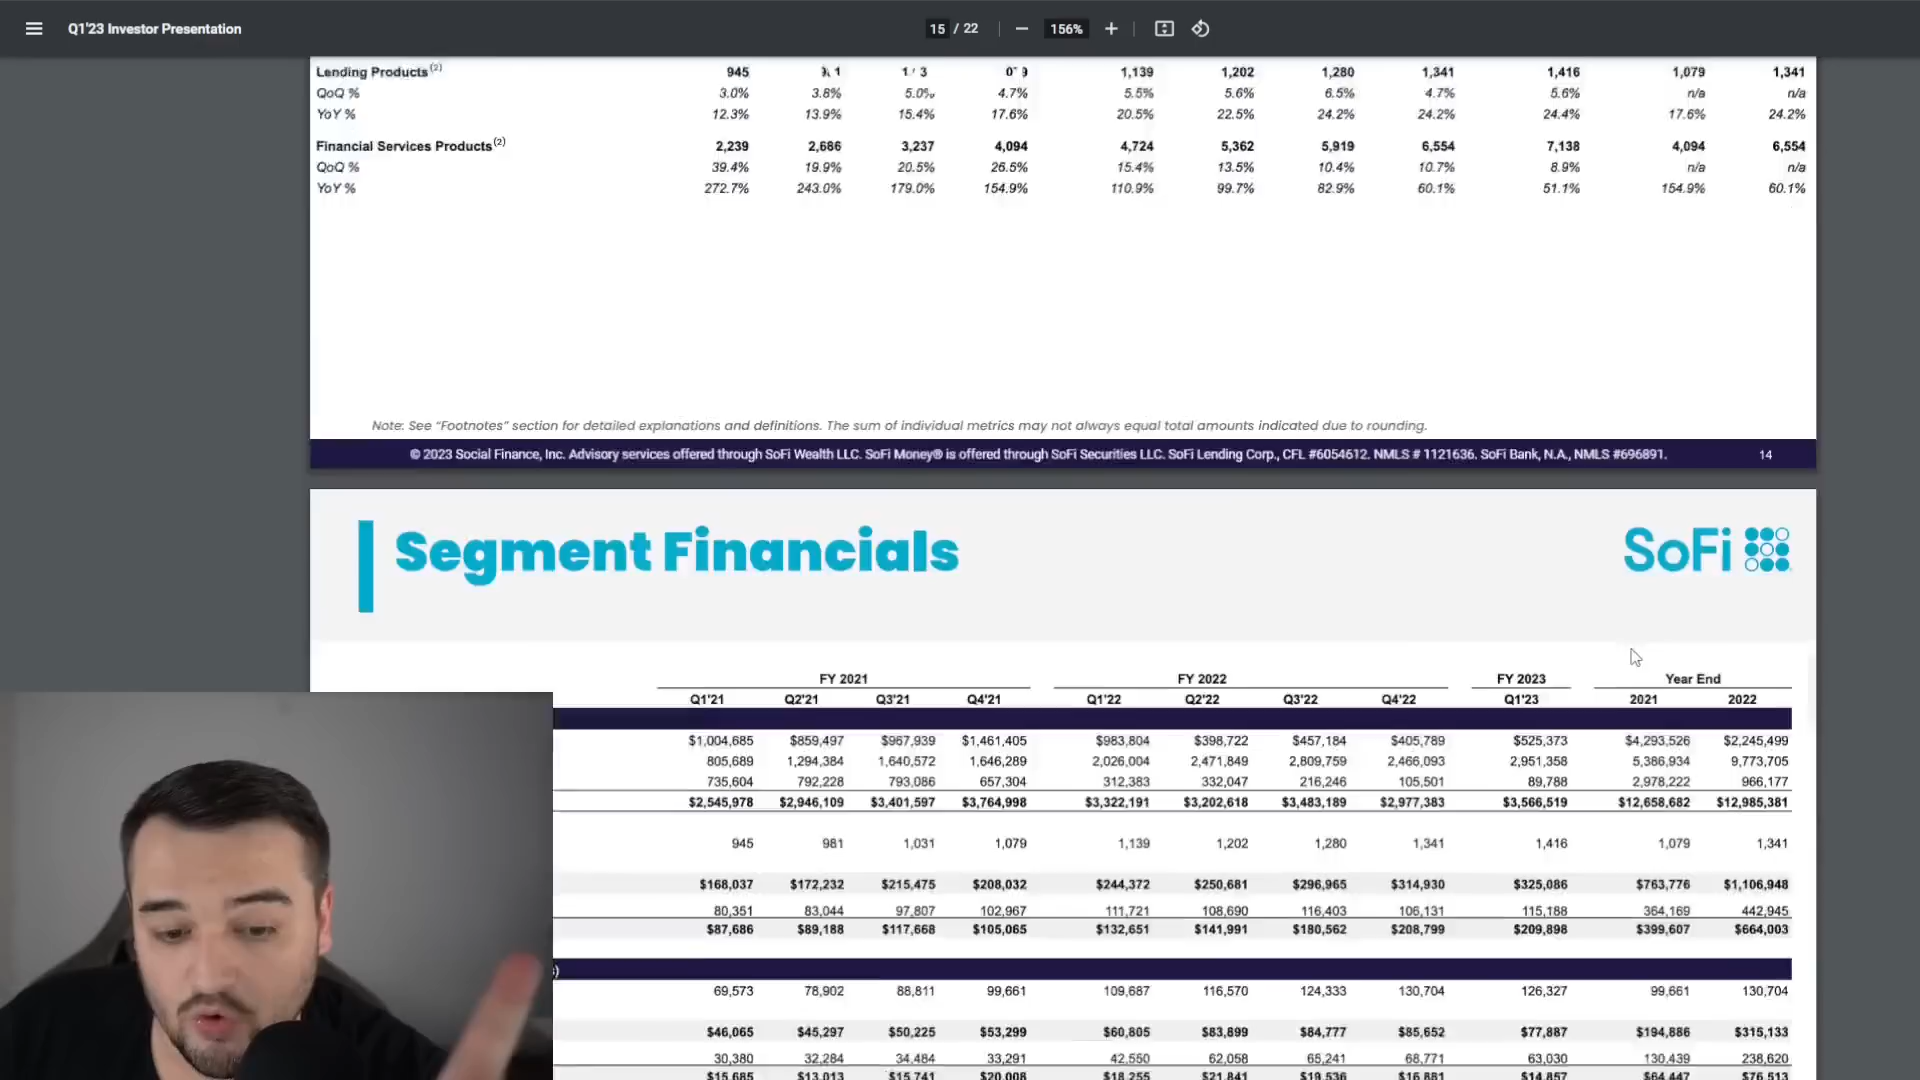 Q1'23 Investor Presentation 15 / 22 156%
Lending Products(2) 945 1,139 1,202 1,280 1,341 1,416 1,079 1,341
QoQ % 3.0% 3.8% 5.0% 4.7% 5.5% 5.6% 6.5% 4.7% 5.6% n/a n/a
YoY % 12.3% 13.9% 15.4% 17.6% 20.5% 22.5% 24.2% 24.2% 24.4% 17.6% 24.2%
Financial Services Products(2) 2,239 2,686 3,237 4,094 4,724 5,362 5,919 6,554 7,138 4,094 6,554
QoQ % 39.4% 19.9% 20.5% 26.5% 15.4% 13.5% 10.4% 10.7% 8.9% n/a n/a
YoY % 272.7% 243.0% 179.0% 154.9% 110.9% 99.7% 82.9% 60.1% 51.1% 154.9% 60.1%
Note: See “Footnotes” section for detailed explanations and definitions. The sum of individual metrics may not always equal total amounts indicated due to rounding.
© 2023 Social Finance, Inc. Advisory services offered through SoFi Wealth LLC. SoFi Money® is offered through SoFi Securities LLC. SoFi Lending Corp., CFL #6054612. NMLS # 1121636. SoFi Bank, N.A., NMLS #696891. 14
Segment Financials SoFi
FY 2021 FY 2022 FY 2023 Year End
Q1'21 Q2'21 Q3'21 Q4'21 Q1'22 Q2'22 Q3'22 Q4'22 Q1'23 2021 2022
$1,004,685 $859,497 $967,939 $1,461,405 $983,804 $398,722 $457,184 $405,789 $525,373 $4,293,526 $2,245,499
805,689 1,294,384 1,640,572 1,646,289 2,026,004 2,471,849 2,809,759 2,466,093 2,951,358 5,386,934 9,773,705
735,604 792,228 793,086 657,304 312,383 332,047 216,246 105,501 89,788 2,978,222 966,177
$2,545,978 $2,946,109 $3,401,597 $3,764,998 $3,322,191 $3,202,618 $3,483,189 $2,977,383 $3,566,519 $12,658,682 $12,985,381
945 981 1,031 1,079 1,139 1,202 1,280 1,341 1,416 1,079 1,341
$168,037 $172,232 $215,475 $208,032 $244,372 $250,681 $296,965 $314,930 $325,086 $763,776 $1,106,948
80,351 83,044 97,807 102,967 111,721 108,690 116,403 106,131 115,188 364,169 442,945
$87,686 $89,188 $117,668 $105,065 $132,651 $141,991 $180,562 $208,799 $209,898 $399,607 $664,003
69,573 78,902 88,811 99,661 109,687 116,570 124,333 130,704 126,327 99,661 130,704
$46,065 $45,297 $50,225 $53,299 $60,805 $83,899 $84,777 $85,652 $77,887 $194,886 $315,133
30,380 32,284 34,484 33,291 42,550 62,058 65,241 68,771 63,030 130,439 238,620
$15,685 $13,013 $15,741 $20,008 $18,255 $21,841 $19,536 $16,881 $14,857 $64,447 $76,513